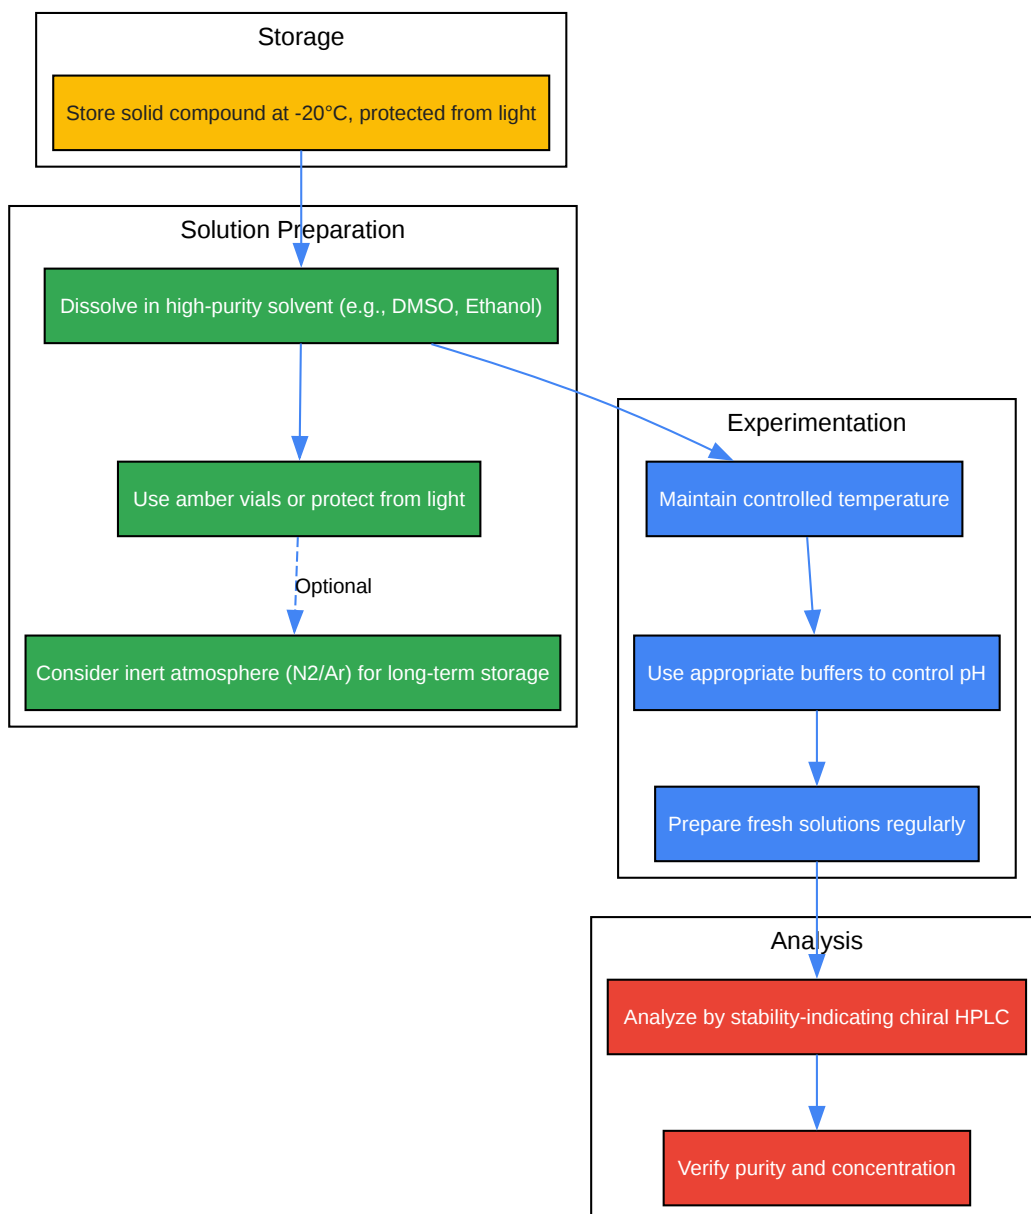 Storage
Store solid compound at -20°C, protected from light
Solution Preparation
Dissolve in high-purity solvent (e.g., DMSO, Ethanol)
Use amber vials or protect from light
Optional
Consider inert atmosphere (N2/Ar) for long-term storage
Experimentation
Maintain controlled temperature
Use appropriate buffers to control pH
Prepare fresh solutions regularly
Analysis
Analyze by stability-indicating chiral HPLC
Verify purity and concentration